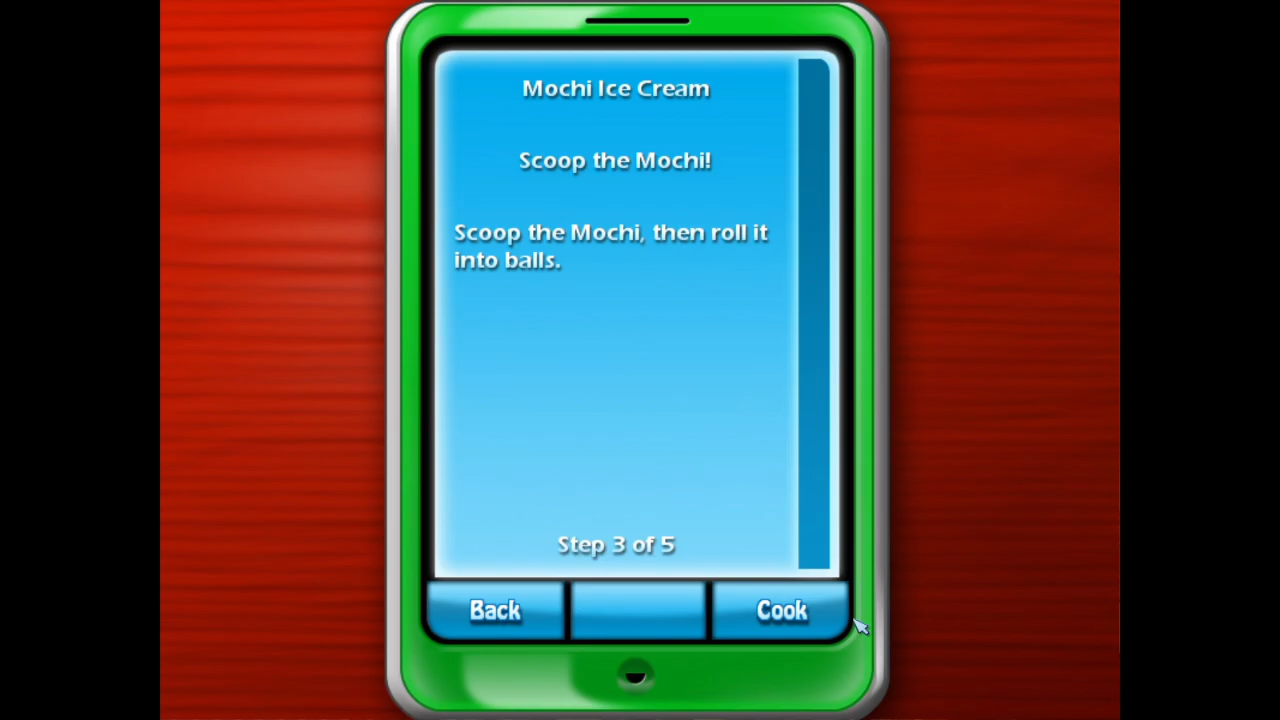 Mochi Ice Cream
Scoop the Mochi!
Scoop the Mochi, then roll it
into balls.
Step 3 of 5
Back
Cook